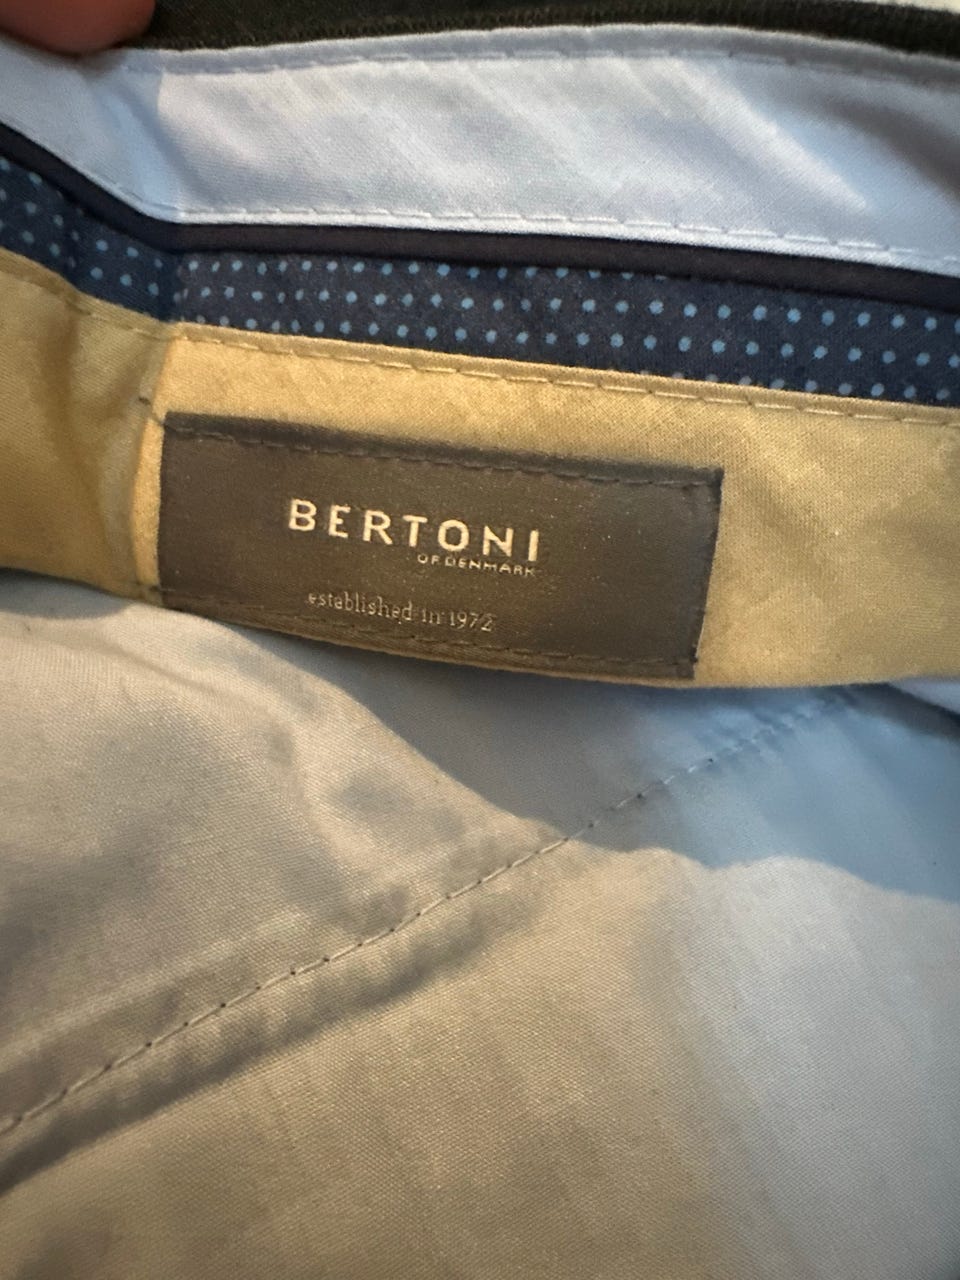 BERTONI
OF DENMARK
established in 1972